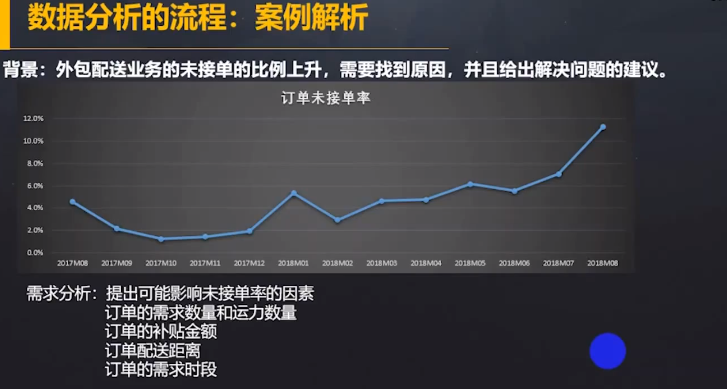 数据分析的流程：案例解析
背景：外包配送业务的未接单的比例上升，需要找到原因，并且给出解决问题的建议。
订单未接单率
12.0%
10.0%
8.0%
6.0%
4.0%
2.0%
0.0%
2017M08 2017M09 2017M10 2017M11 2017M12 2018M01 2018M02 2018M03 2018M04 2018M05 2018M06 2018M07 2018M08
需求分析：提出可能影响未接单率的因素
订单的需求数量和运力数量
订单的补贴金额
订单配送距离
订单的需求时段